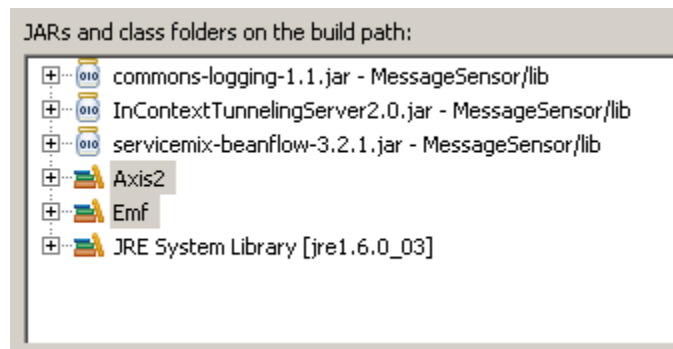 JARs and class folders on the build path:
commons-logging-1.1.jar - MessageSensor/lib
InContextTunnelingServer2.0.jar - MessageSensor/lib
servicemix-beanflow-3.2.1.jar - MessageSensor/lib
Axis2
Emf
JRE System Library [jre1.6.0_03]